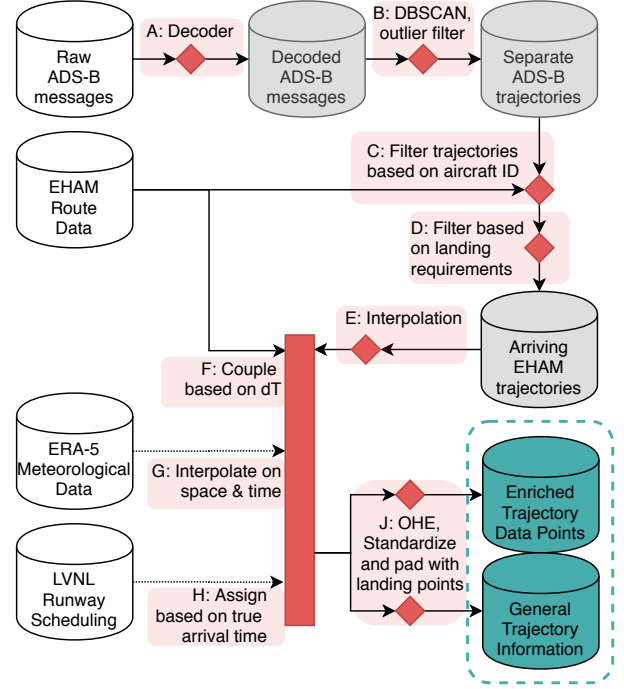 A: Decoder
B: DBSCAN,
outlier filter
Raw
ADS-B
messages
Decoded
ADS-B
messages
Separate
ADS-B
trajectories
C: Filter trajectories
based on aircraft ID
EHAM
Route
Data
D: Filter based
on landing
requirements
E: Interpolation
Arriving
EHAM
trajectories
F: Couple
based on dT
ERA-5
Meteorological
Data
G: Interpolate on
space & time
Enriched
Trajectory
Data Points
J: OHE,
Standardize
and pad with
landing points
LVNL
Runway
Scheduling
H: Assign
based on true
arrival time
General
Trajectory
Information